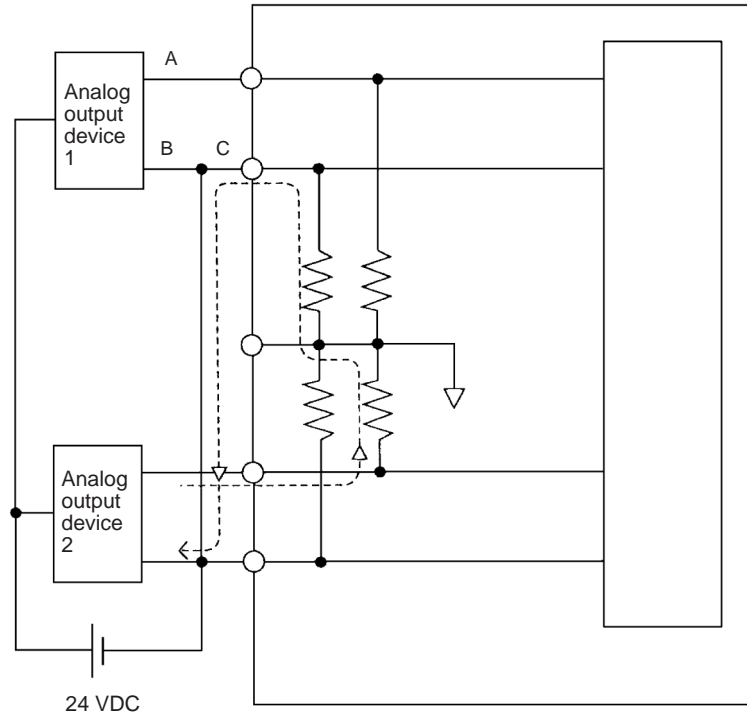 A
Analog
output
device
1
B
C
Analog
output
device
2
24 VDC